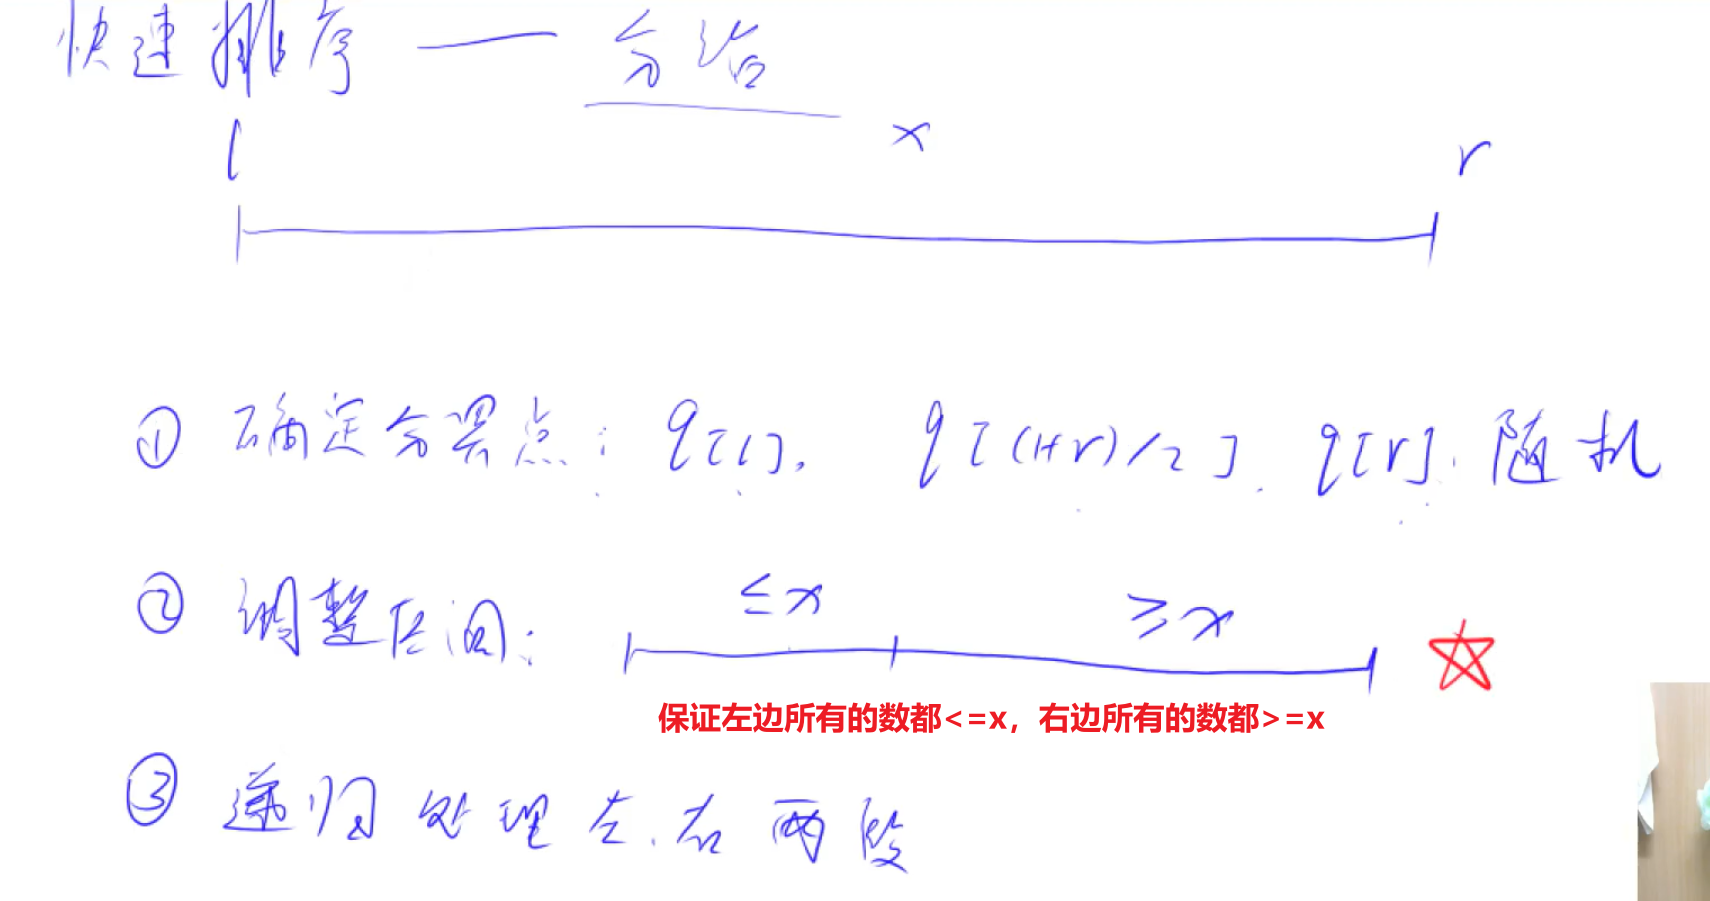 快速排序 — 分治
l x r
① 确定分界点：q[l], q[(l+r)/2], q[r], 随机
② 调整区间：≤x ≥x
保证左边所有的数都<=x，右边所有的数都>=x
③ 递归处理左、右两段